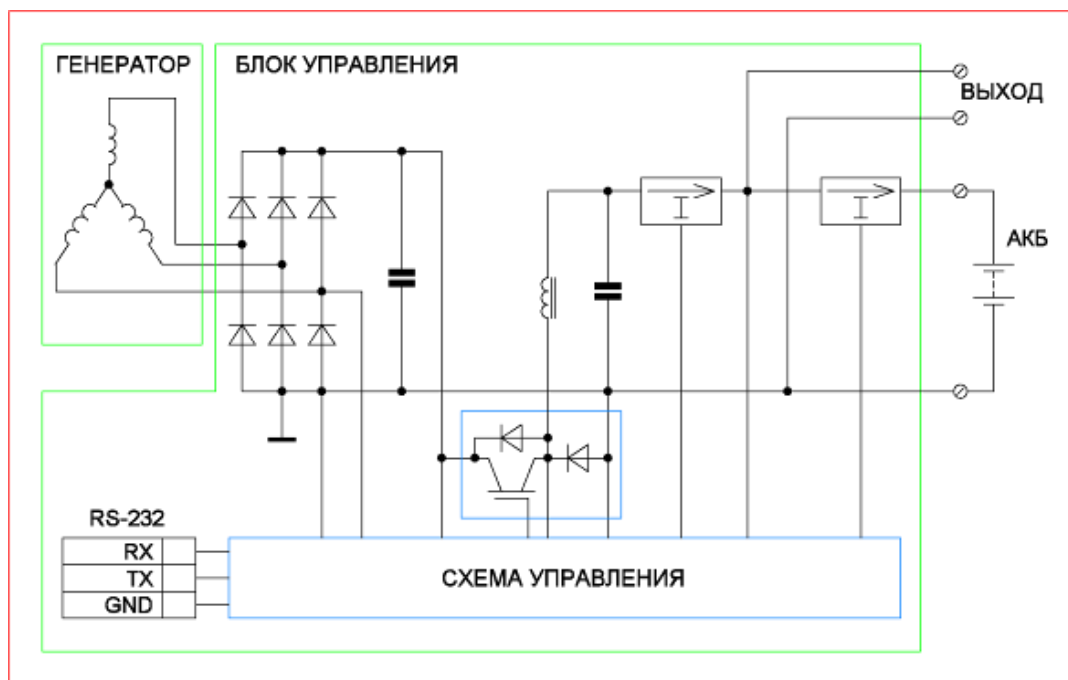 ГЕНЕРАТОР
БЛОК УПРАВЛЕНИЯ
ВЫХОД
I
I
АКБ
RS-232
RX
TX
GND
СХЕМА УПРАВЛЕНИЯ